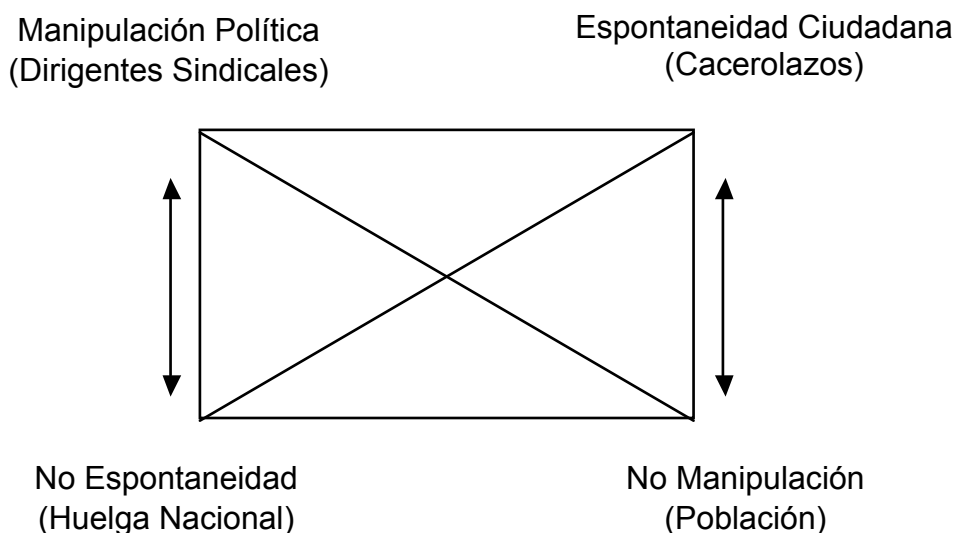 Manipulación Política
(Dirigentes Sindicales)
Espontaneidad Ciudadana
(Cacerolazos)
No Espontaneidad
(Huelga Nacional)
No Manipulación
(Población)